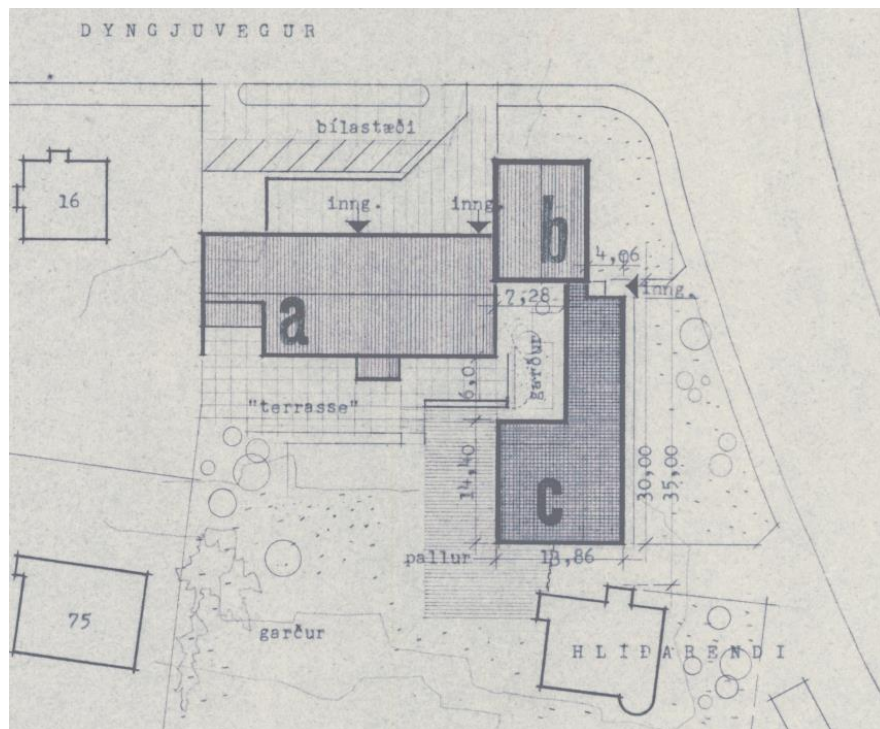 DYNGJUVEGUR
bílastæði
16
inng.
inng.
b
4,06
inng.
7,28
a
garður
6,0
"terrasse"
14,40
30,00
35,00
c
pallur
13,86
75
garður
HLÍÐARENDI